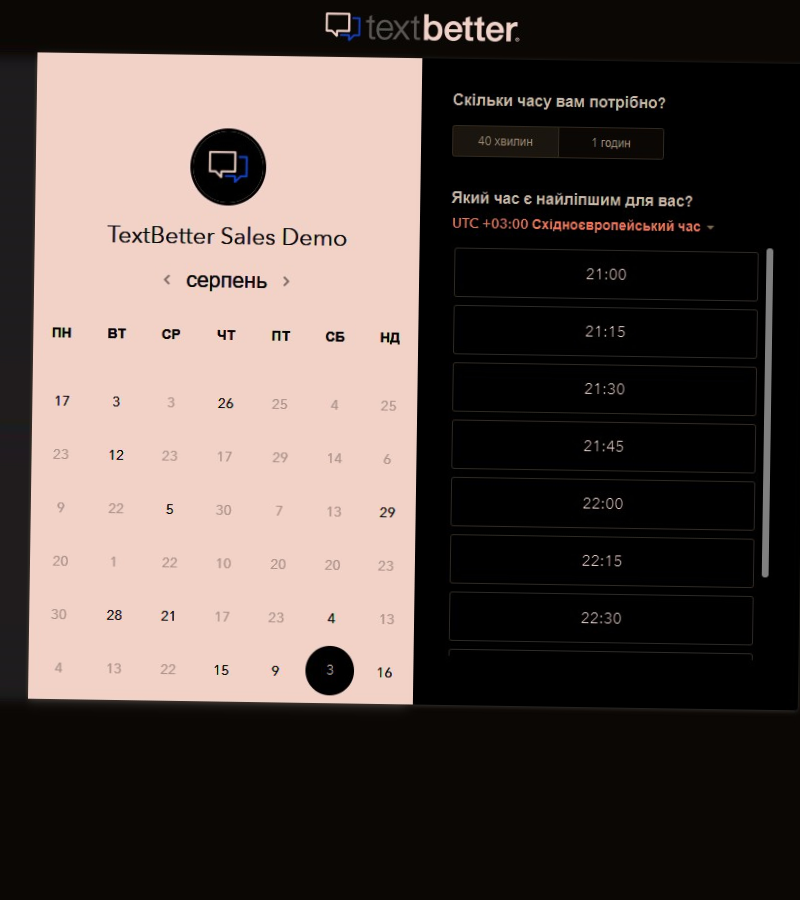 textbetter.
TextBetter Sales Demo
серпень
ПН ВТ СР ЧТ ПТ СБ НД
17 3 3 26 25 4 25
23 12 23 17 29 14 6
9 22 5 30 7 13 29
20 1 22 10 20 20 23
30 28 21 17 23 4 13
4 13 22 15 9 3 16
Скільки часу вам потрібно?
40 хвилин 1 годин
Який час є найліпшим для вас?
UTC +03:00 Східноєвропейський час
21:00
21:15
21:30
21:45
22:00
22:15
22:30